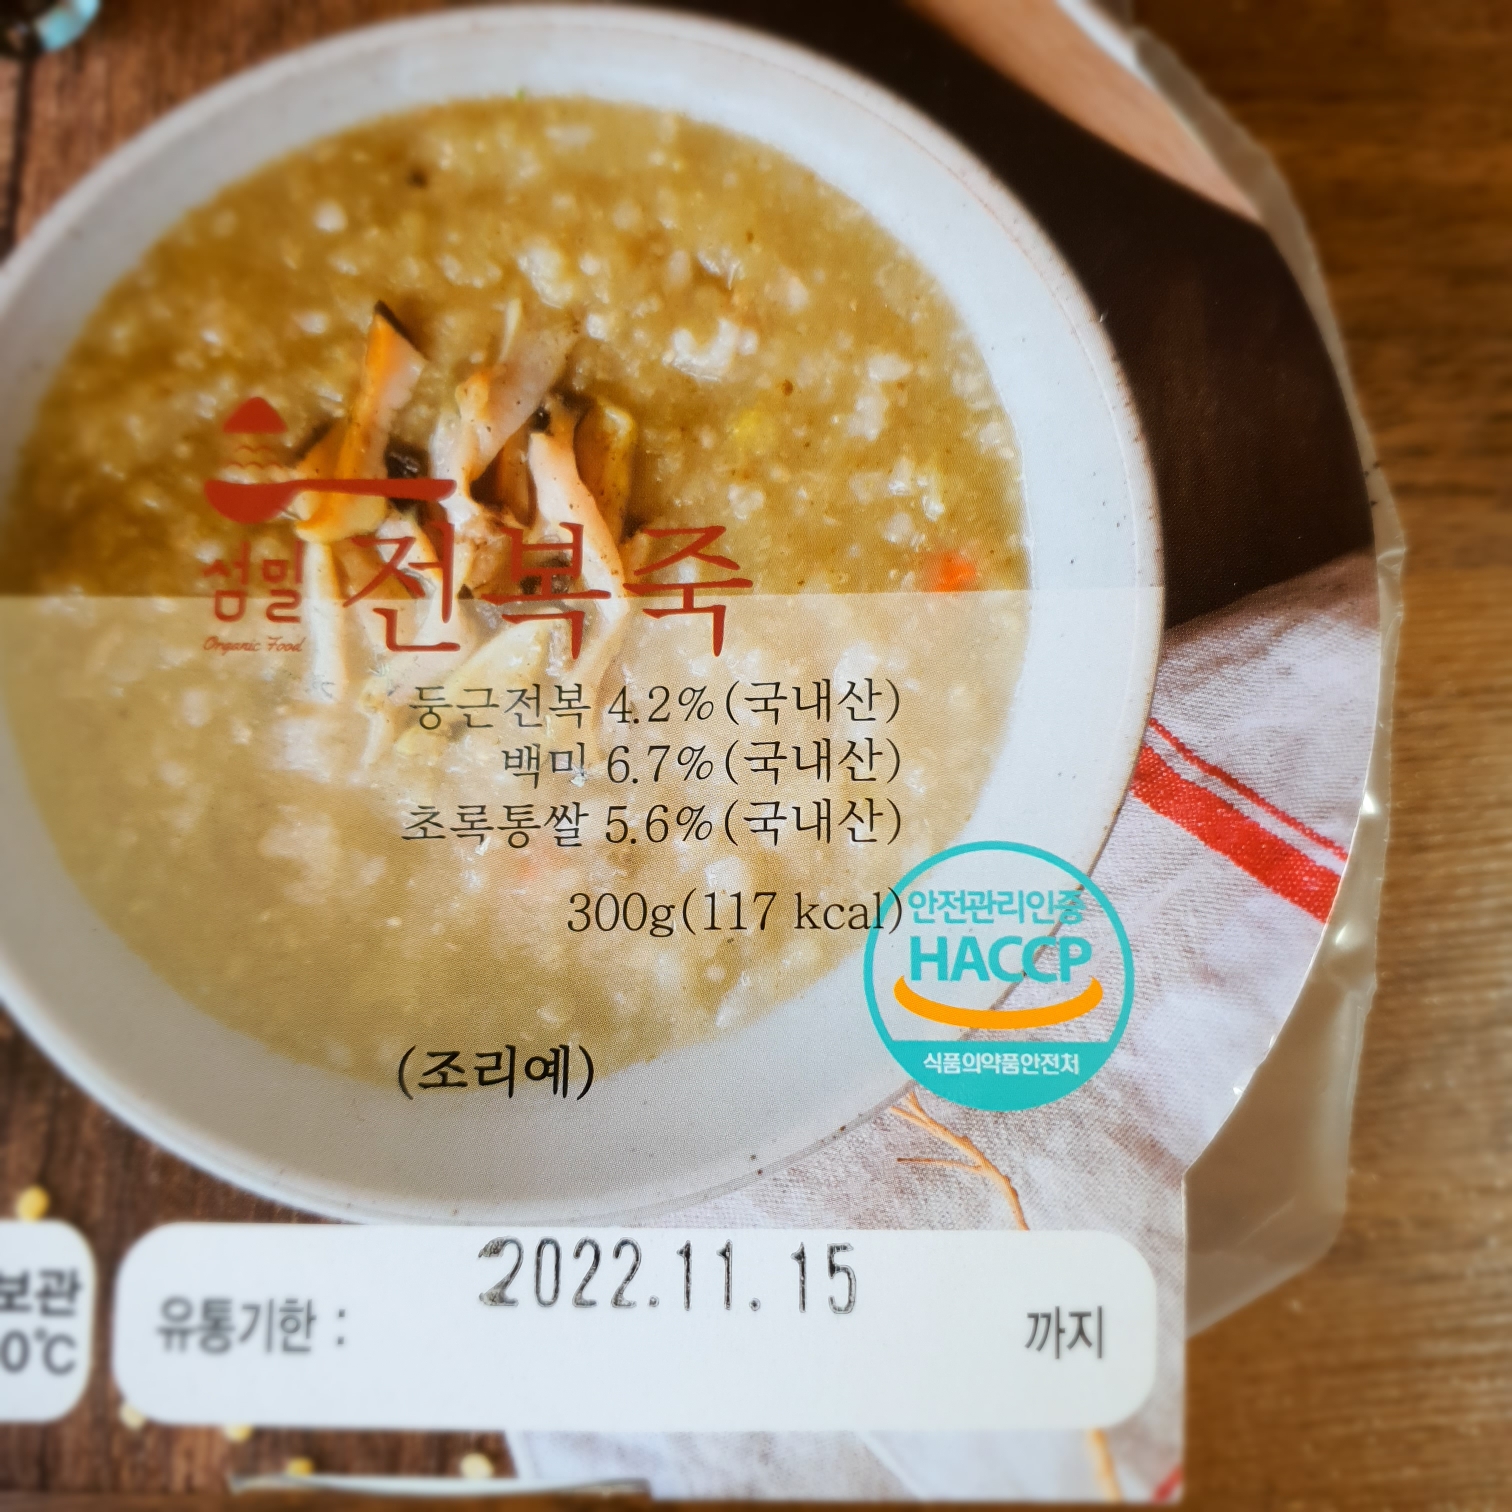 섬밀 전복죽
Organic Food
둥근전복 4.2%(국내산)
백미 6.7%(국내산)
초록통쌀 5.6%(국내산)
300g(117 kcal)
안전관리인증
HACCP
식품의약품안전처
(조리예)
보관
0℃
유통기한 : 2022.11.15 까지